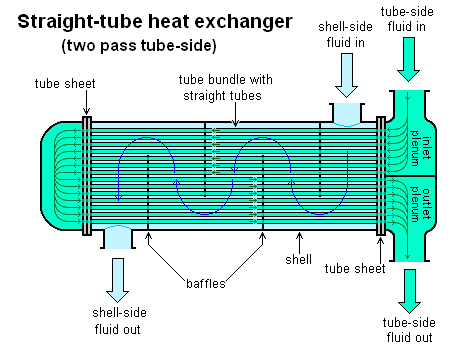 Straight-tube heat exchanger
(two pass tube-side)
tube-side
fluid in
shell-side
fluid in
tube sheet
tube bundle with
straight tubes
inlet
plenum
outlet
plenum
baffles
shell
tube sheet
shell-side
fluid out
tube-side
fluid out